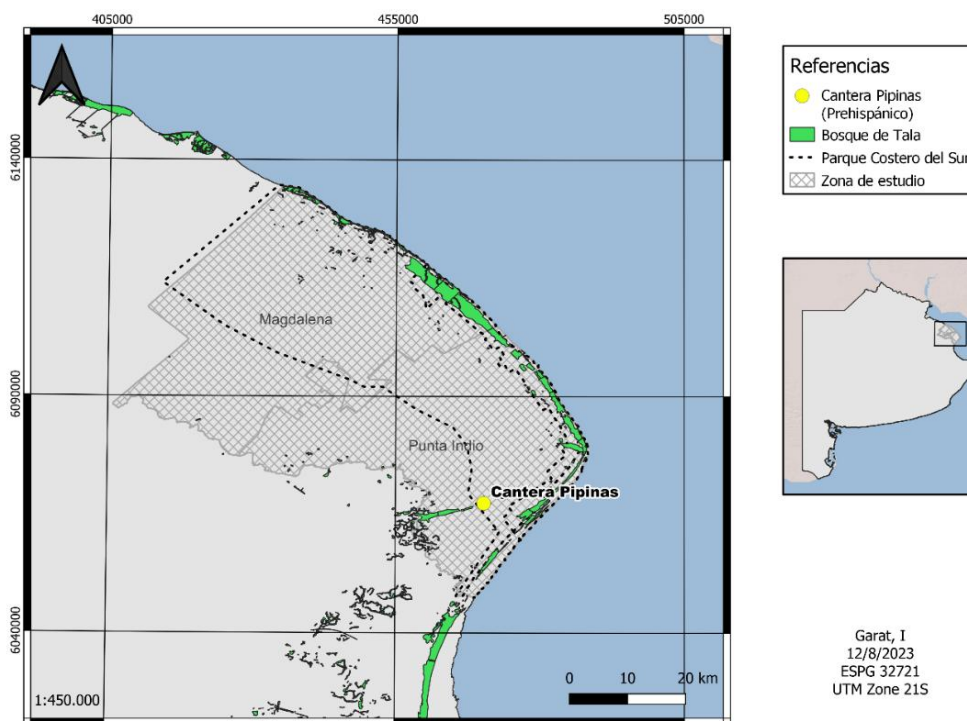 405000
455000
505000
6140000
6090000
6040000
Magdalena
Punta Indio
Cantera Pipinas
0 10 20 km
1:450.000
Referencias
Cantera Pipinas
(Prehispánico)
Bosque de Tala
Parque Costero del Sur
Zona de estudio
Garat, I
12/8/2023
ESPG 32721
UTM Zone 21S